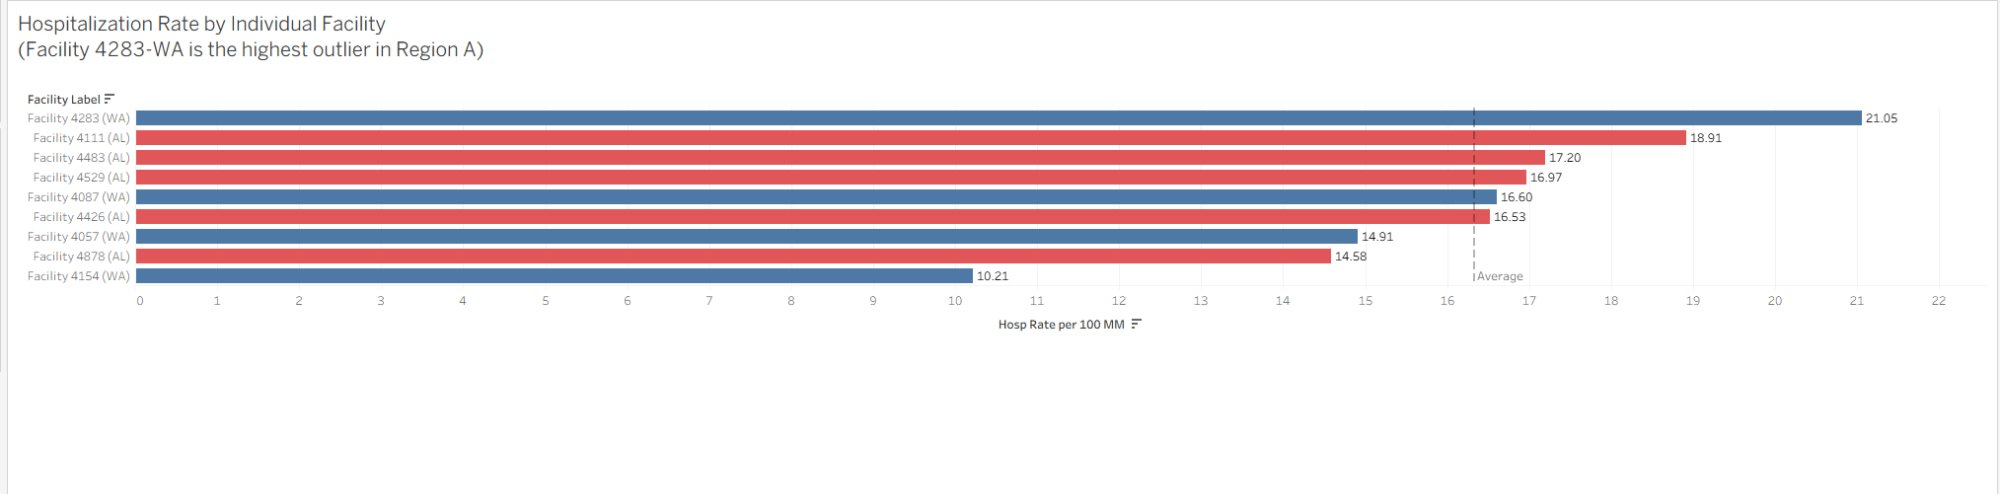 Hospitalization Rate by Individual Facility
(Facility 4283-WA is the highest outlier in Region A)
Facility Label
Facility 4283 (WA) 21.05
Facility 4111 (AL) 18.91
Facility 4483 (AL) 17.20
Facility 4529 (AL) 16.97
Facility 4087 (WA) 16.60
Facility 4426 (AL) 16.53
Facility 4057 (WA) 14.91
Facility 4878 (AL) 14.58
Facility 4154 (WA) 10.21 Average
0 1 2 3 4 5 6 7 8 9 10 11 12 13 14 15 16 17 18 19 20 21 22
Hosp Rate per 100 MM